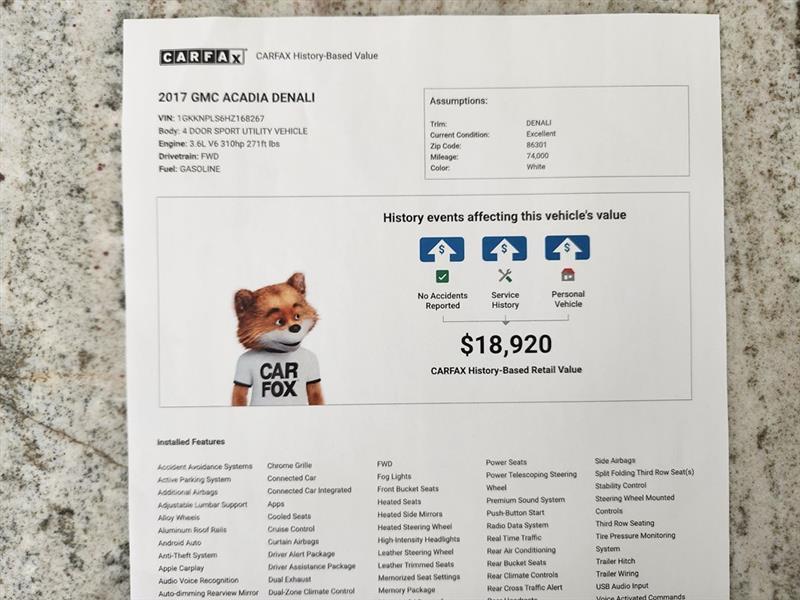 CARFAX CARFAX History-Based Value
2017 GMC ACADIA DENALI
VIN: 1GKKNPLS6HZ168267
Body: 4 DOOR SPORT UTILITY VEHICLE
Engine: 3.6L V6 310hp 271ft lbs
Drivetrain: FWD
Fuel: GASOLINE
Assumptions:
Trim: DENALI
Current Condition: Excellent
Zip Code: 86301
Mileage: 74,000
Color: White
History events affecting this vehicle's value
$ $ $
No Accidents Reported
Service History
Personal Vehicle
$18,920
CARFAX History-Based Retail Value
CAR
FOX
Installed Features
Accident Avoidance Systems
Active Parking System
Additional Airbags
Adjustable Lumbar Support
Alloy Wheels
Aluminum Roof Rails
Android Auto
Anti-Theft System
Apple Carplay
Audio Voice Recognition
Auto-dimming Rearview Mirror
Chrome Grille
Connected Car
Connected Car Integrated
Apps
Cooled Seats
Cruise Control
Curtain Airbags
Driver Alert Package
Driver Assistance Package
Dual Exhaust
Dual-Zone Climate Control
FWD
Fog Lights
Front Bucket Seats
Heated Seats
Heated Side Mirrors
Heated Steering Wheel
High-Intensity Headlights
Leather Steering Wheel
Leather Trimmed Seats
Memorized Seat Settings
Memory Package
Power Seats
Power Telescoping Steering
Wheel
Premium Sound System
Push-Button Start
Radio Data System
Real Time Traffic
Rear Air Conditioning
Rear Bucket Seats
Rear Climate Controls
Rear Cross Traffic Alert
Rear Headrests
Side Airbags
Split Folding Third Row Seat(s)
Stability Control
Steering Wheel Mounted
Controls
Third Row Seating
Tire Pressure Monitoring
System
Trailer Hitch
Trailer Wiring
USB Audio Input
Voice Activated Commands